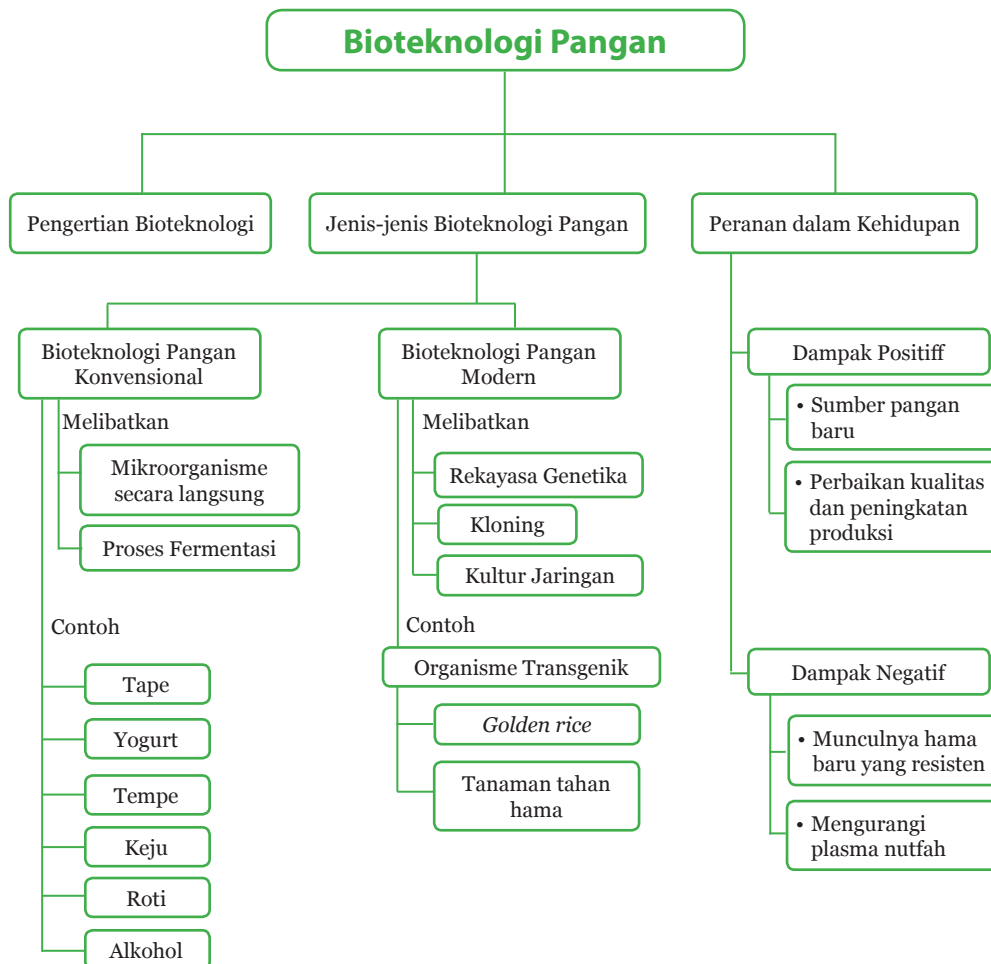 Bioteknologi Pangan
Pengertian Bioteknologi
Jenis-jenis Bioteknologi Pangan
Peranan dalam Kehidupan
Bioteknologi Pangan
Konvensional
Melibatkan
Mikroorganisme
secara langsung
Proses Fermentasi
Contoh
Tape
Yogurt
Tempe
Keju
Roti
Alkohol
Bioteknologi Pangan
Modern
Melibatkan
Rekayasa Genetika
Kloning
Kultur Jaringan
Contoh
Organisme Transgenik
Golden rice
Tanaman tahan
hama
Dampak Positiff
• Sumber pangan
baru
• Perbaikan kualitas
dan peningkatan
produksi
Dampak Negatif
• Munculnya hama
baru yang resisten
• Mengurangi
plasma nutfah